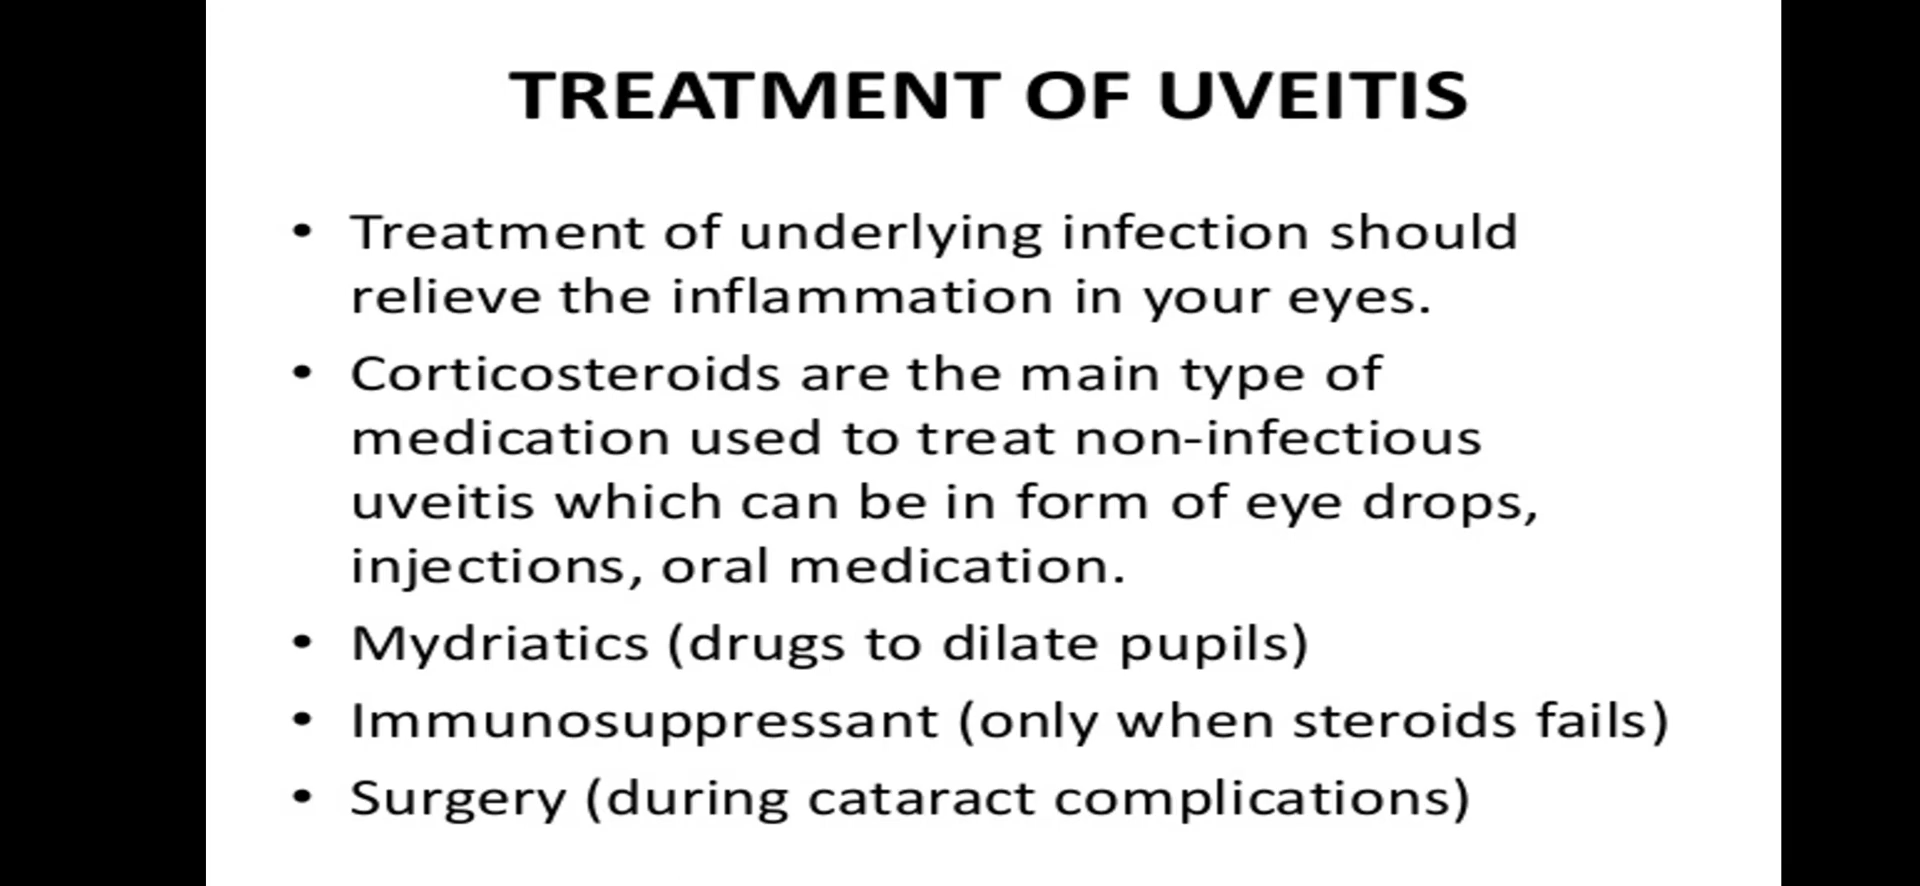 TREATMENT OF UVEITIS
• Treatment of underlying infection should
relieve the inflammation in your eyes.
• Corticosteroids are the main type of
medication used to treat non-infectious
uveitis which can be in form of eye drops,
injections, oral medication.
• Mydriatics (drugs to dilate pupils)
• Immunosuppressant (only when steroids fails)
• Surgery (during cataract complications)